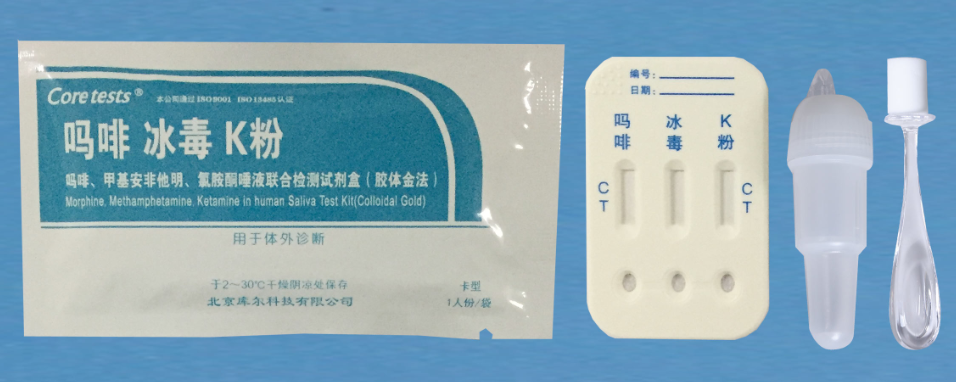 Coretests®
本公司通过 ISO9001 ISO 13485 认证
吗啡 冰毒 K粉
吗啡、甲基安非他明、氯胺酮唾液联合检测试剂盒(胶体金法)
Morphine, Methamphetamine, Ketamine in human Saliva Test Kit(Colloidal Gold)
用于体外诊断
于2～30℃干燥阴凉处保存
北京库尔科技有限公司
卡型
1人份/袋
编号:
日期:
吗啡
冰毒
K粉
C
T
C
T